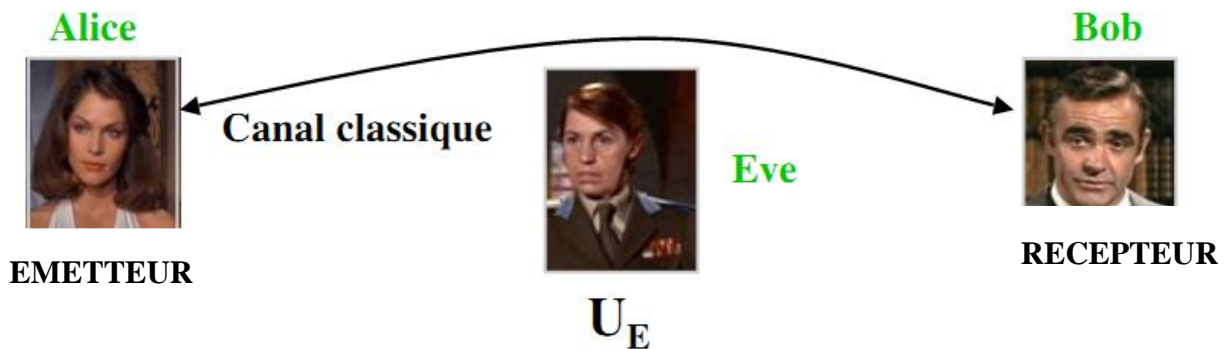 Alice
Bob
Canal classique
Eve
EMETTEUR
RECEPTEUR
U_E